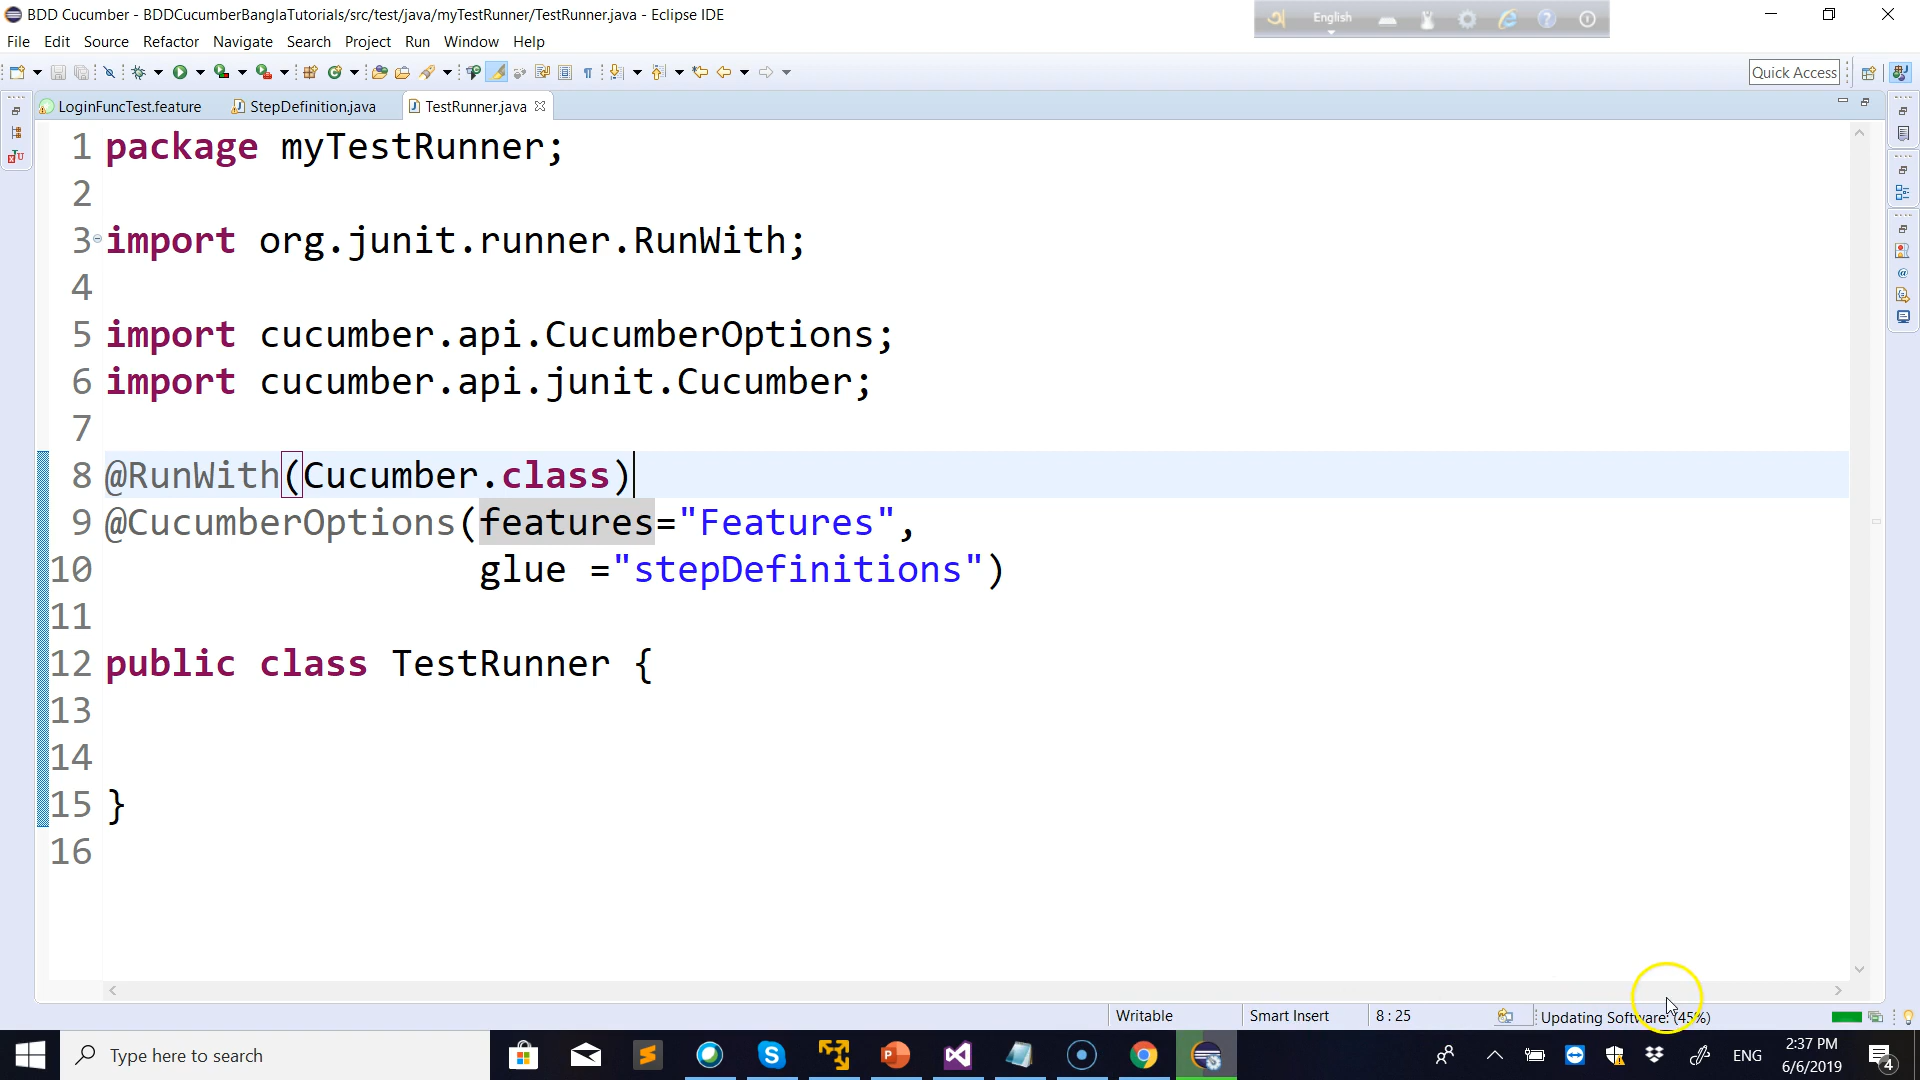 BDD Cucumber - BDDCucumberBanglaTutorials/src/test/java/myTestRunner/TestRunner.java - Eclipse IDE
English
File Edit Source Refactor Navigate Search Project Run Window Help
Quick Access
LoginFuncTest.feature StepDefinition.java TestRunner.java
1 package myTestRunner;
2
3 import org.junit.runner.RunWith;
4
5 import cucumber.api.CucumberOptions;
6 import cucumber.api.junit.Cucumber;
7
8 @RunWith(Cucumber.class)
9 @CucumberOptions(features="Features",
10 glue ="stepDefinitions")
11
12 public class TestRunner {
13
14
15 }
16
Writable Smart Insert 8 : 25 Updating Software: (45%)
Type here to search
ENG
2:37 PM
6/6/2019
4